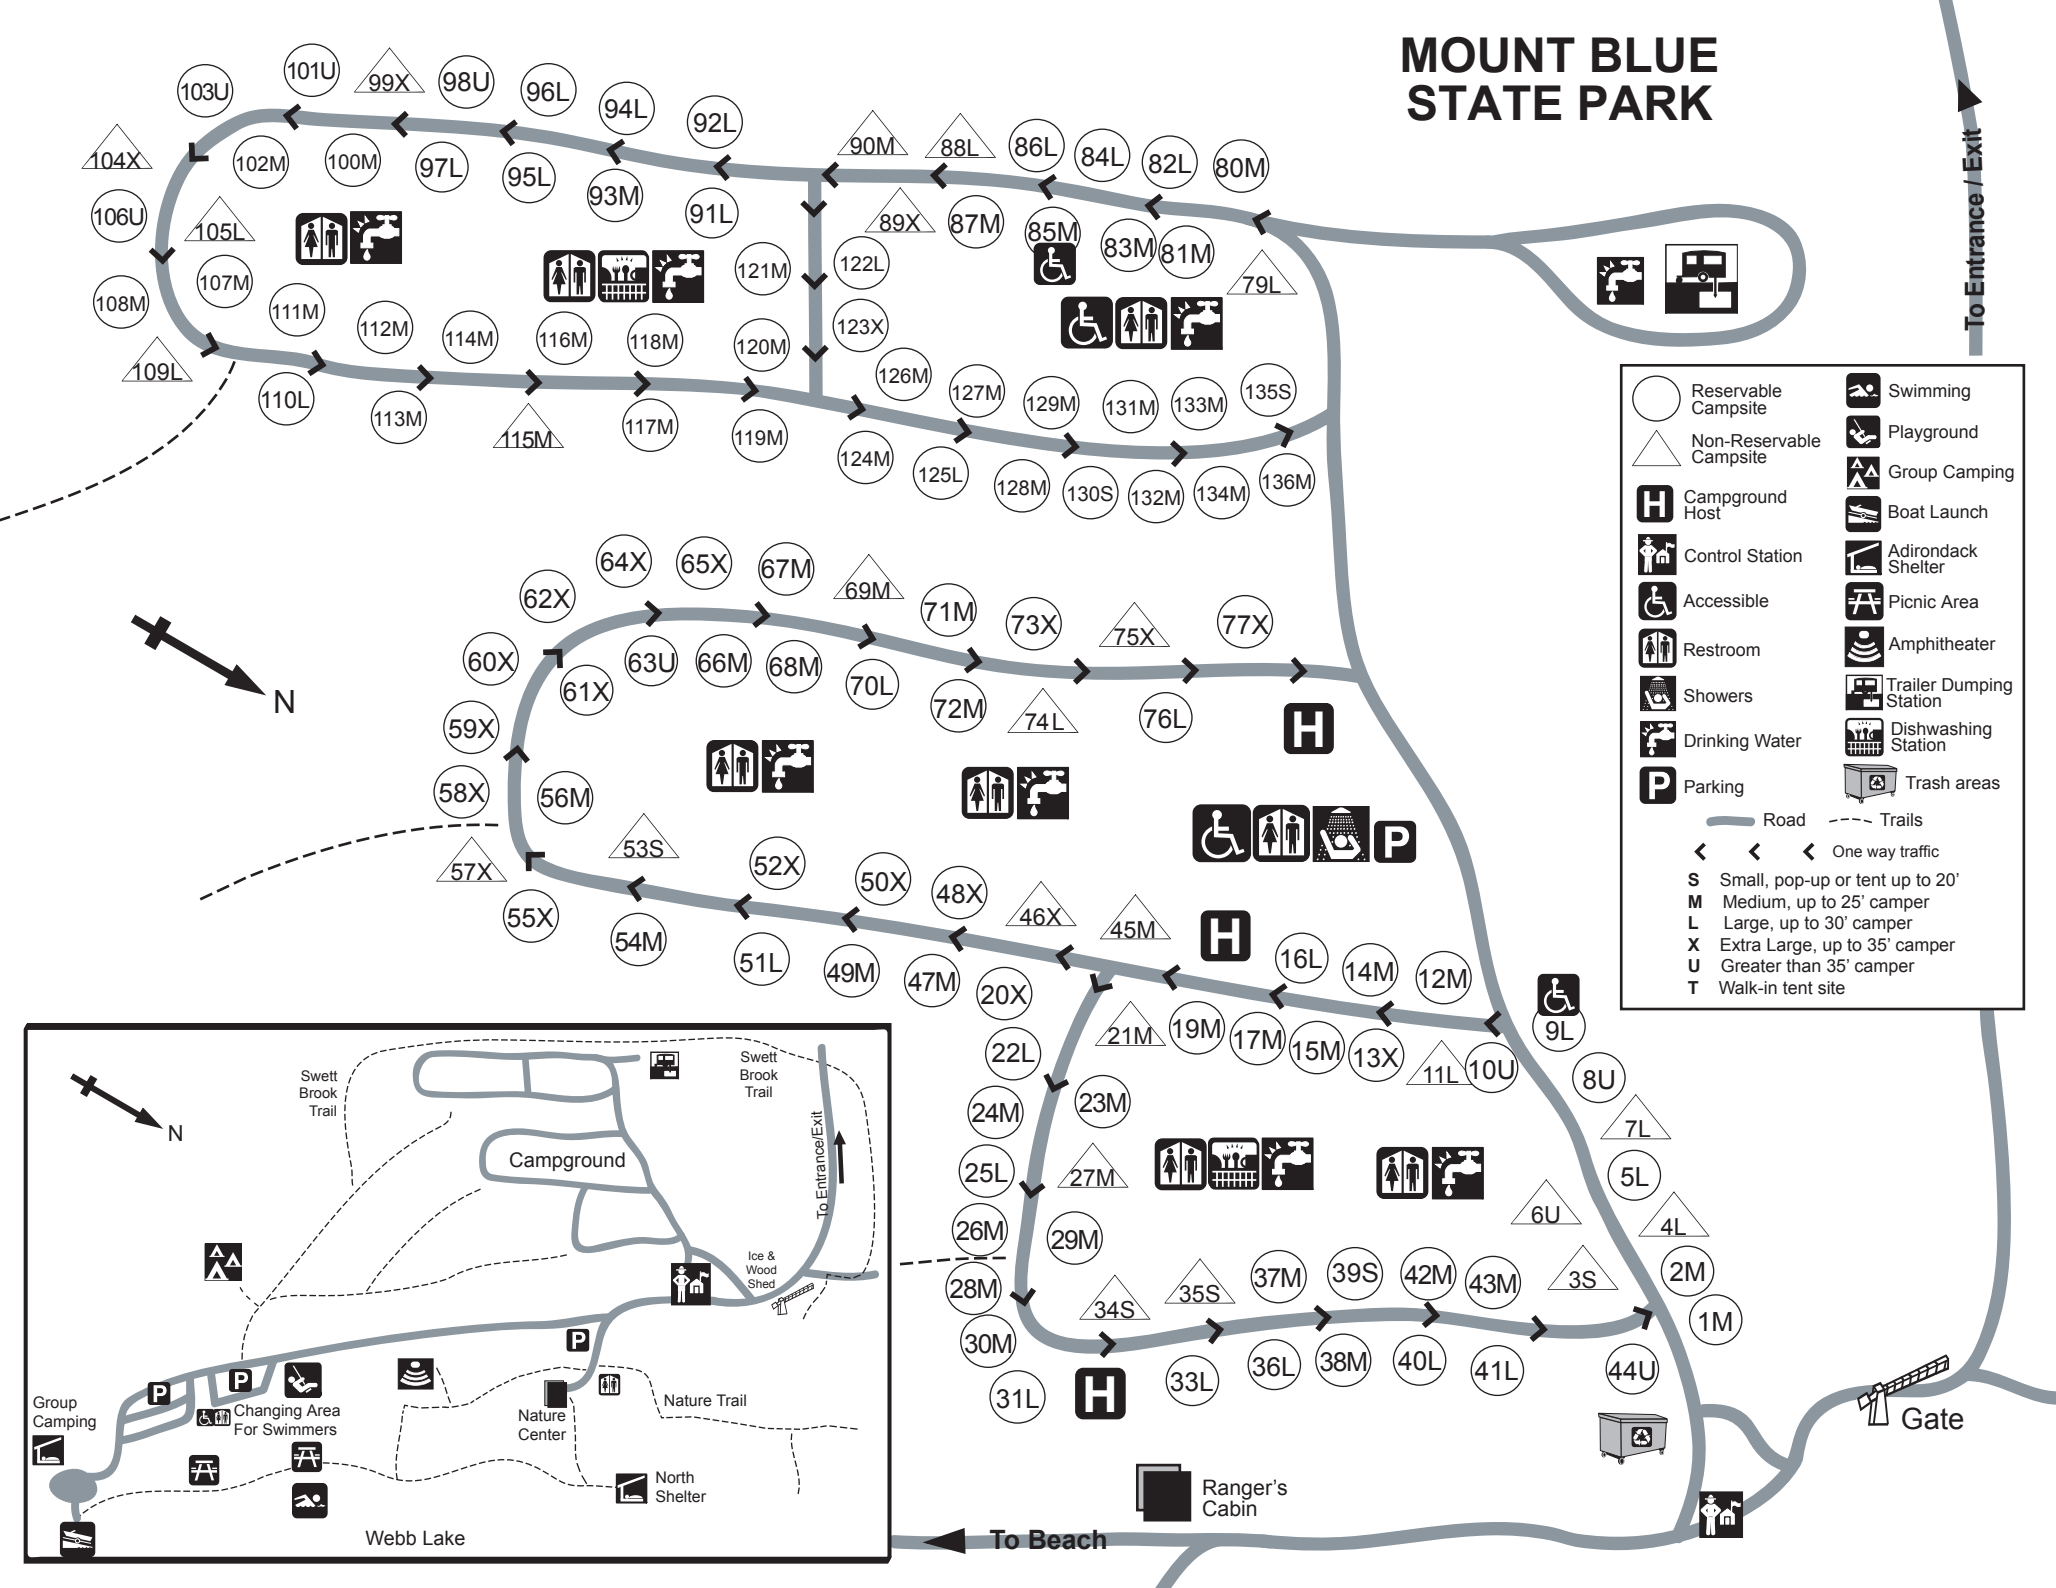 MOUNT BLUE
STATE PARK
101U
99X
98U
96L
94L
92L
103U
104X
102M
100M
97L
95L
93M
91L
90M
88L
86L
84L
82L
80M
89X
87M
85M
83M
81M
79L
106U
105L
107M
108M
109L
111M
112M
114M
116M
118M
120M
121M
122L
123X
110L
113M
115M
117M
119M
126M
127M
129M
131M
133M
135S
124M
125L
128M
130S
132M
134M
136M
To Entrance / Exit
Reservable
Campsite
Non-Reservable
Campsite
H
Campground
Host
Control Station
Accessible
Restroom
Showers
Drinking Water
P
Parking
Swimming
Playground
Group Camping
Boat Launch
Adirondack
Shelter
Picnic Area
Amphitheater
Trailer Dumping
Station
Dishwashing
Station
Trash areas
Road
Trails
One way traffic
S Small, pop-up or tent up to 20’
M Medium, up to 25’ camper
L Large, up to 30’ camper
X Extra Large, up to 35’ camper
U Greater than 35’ camper
T Walk-in tent site
N
64X
65X
67M
69M
71M
73X
75X
77X
62X
60X
61X
63U
66M
68M
70L
72M
74L
76L
59X
58X
56M
57X
55X
53S
54M
52X
51L
50X
49M
48X
47M
46X
45M
H
P
H
16L
14M
12M
20X
21M
19M
17M
15M
13X
11L
10U
9L
8U
7L
5L
6U
4L
3S
2M
1M
22L
23M
24M
25L
27M
26M
29M
28M
30M
31L
34S
35S
37M
39S
42M
43M
33L
36L
38M
40L
41L
44U
H
Gate
Ranger’s
Cabin
To Beach
N
Swett
Brook
Trail
Swett
Brook
Trail
Campground
To Entrance/Exit
Ice &
Wood
Shed
P
P
P
Group
Camping
Changing Area
For Swimmers
Nature
Center
Nature Trail
North
Shelter
Webb Lake